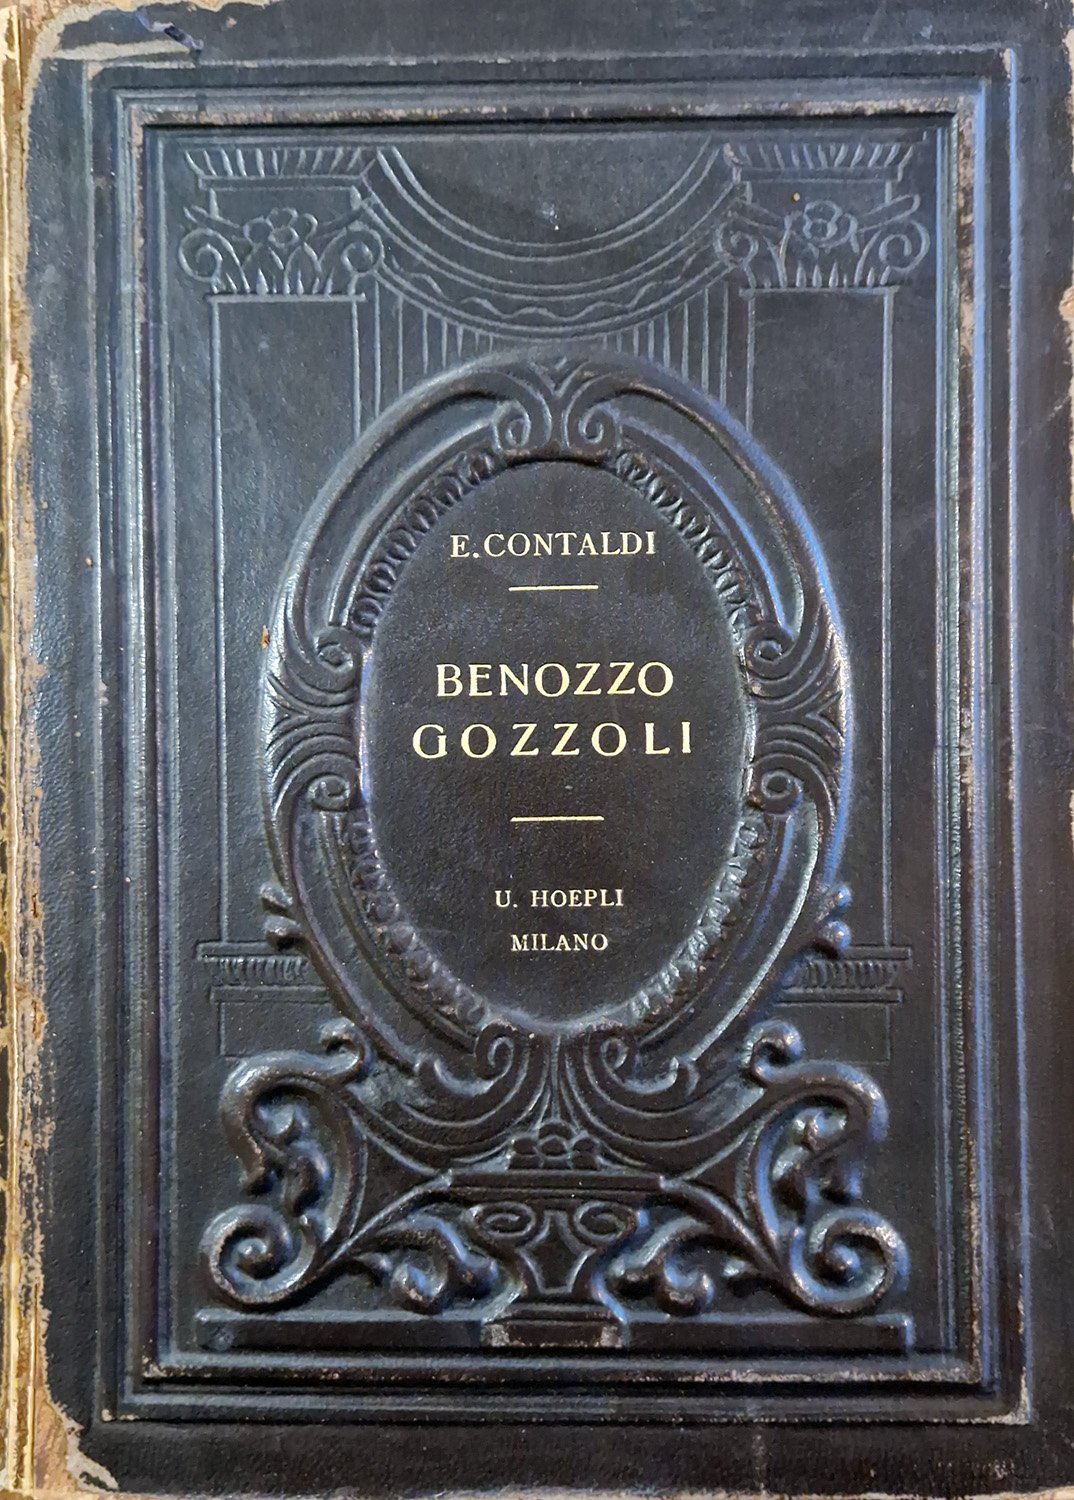 E. CONTALDI
BENOZZO
GOZZOLI
U. HOEPLI
MILANO